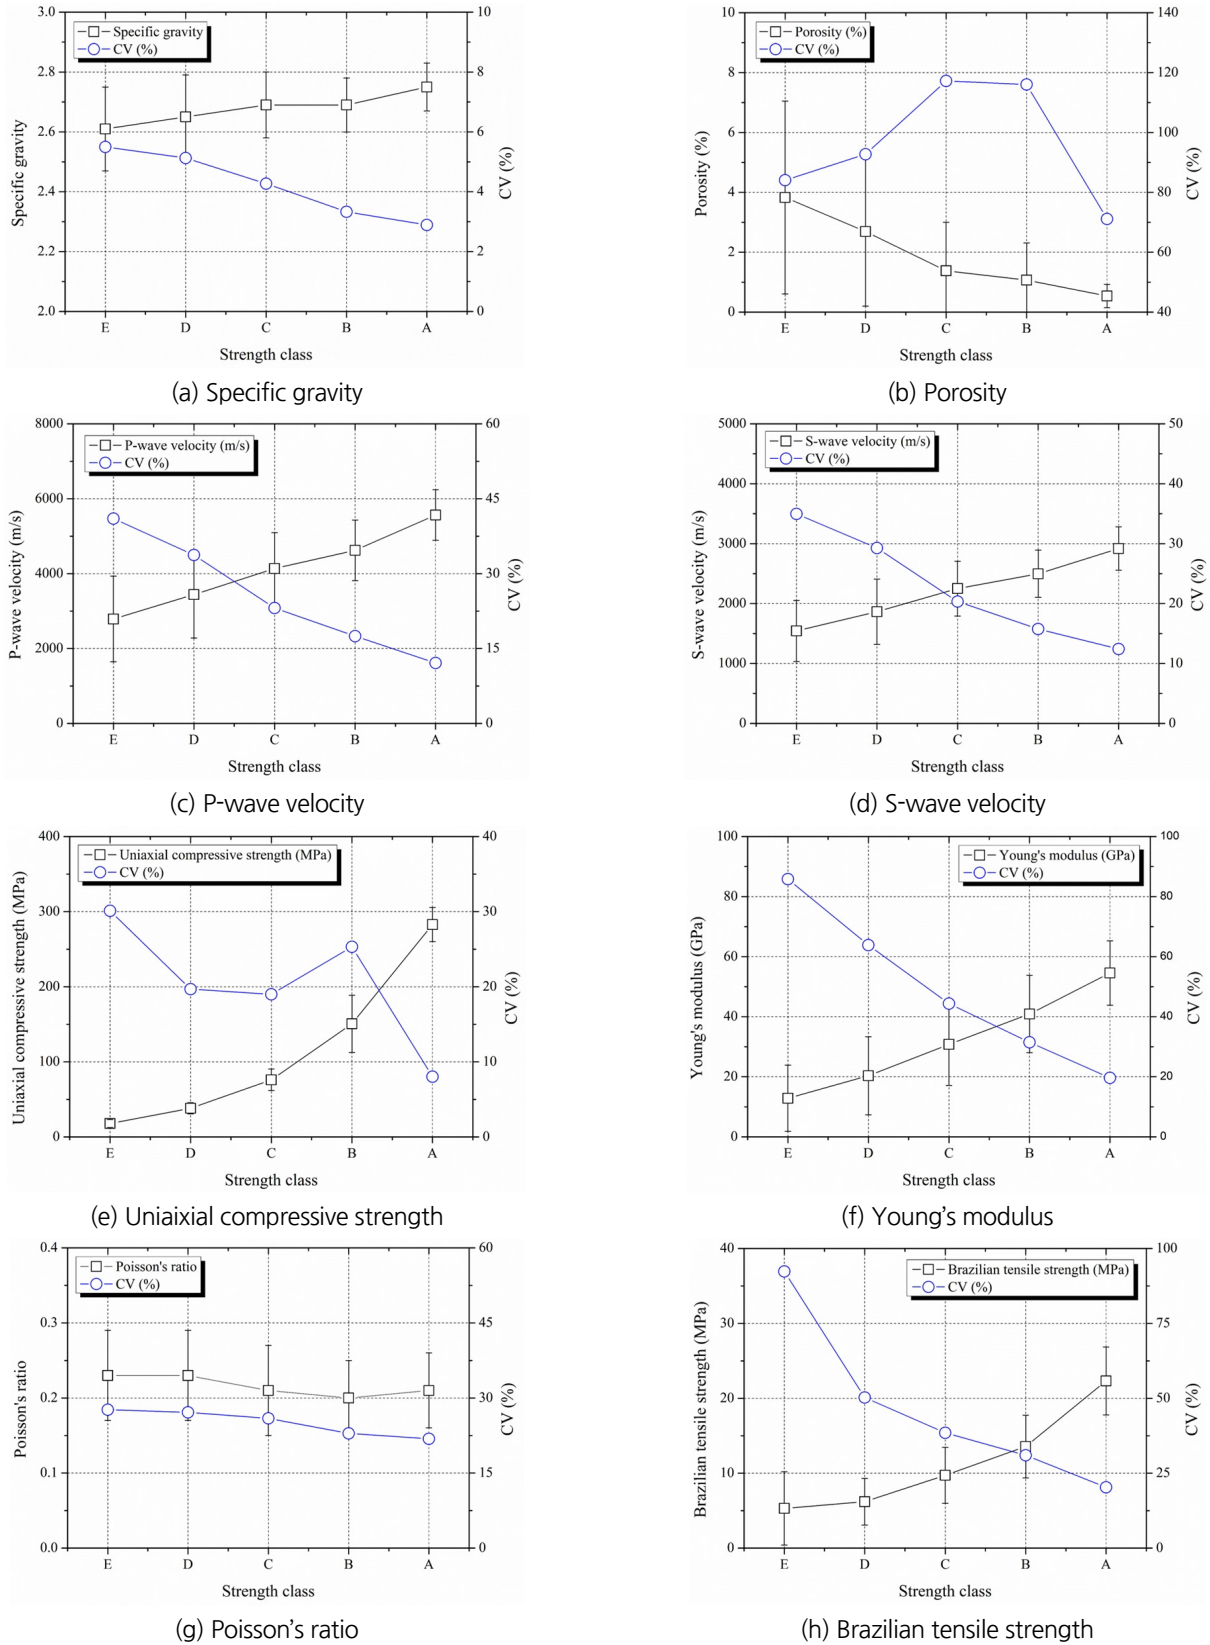 3.0
2.8
2.6
2.4
2.2
2.0
Specific gravity
Specific gravity
CV (%)
10
8
6
4
2
0
CV (%)
E D C B A
Strength class
(a) Specific gravity
10
8
6
4
2
0
Porosity (%)
Porosity (%)
CV (%)
140
120
100
80
60
40
CV (%)
E D C B A
Strength class
(b) Porosity
8000
6000
4000
2000
0
P-wave velocity (m/s)
P-wave velocity (m/s)
CV (%)
60
45
30
15
0
CV (%)
E D C B A
Strength class
(c) P-wave velocity
5000
4000
3000
2000
1000
0
S-wave velocity (m/s)
S-wave velocity (m/s)
CV (%)
50
40
30
20
10
0
CV (%)
E D C B A
Strength class
(d) S-wave velocity
400
300
200
100
0
Uniaxial compressive strength (MPa)
Uniaxial compressive strength (MPa)
CV (%)
40
30
20
10
0
CV (%)
E D C B A
Strength class
(e) Uniaixial compressive strength
100
80
60
40
20
0
Young's modulus (GPa)
Young's modulus (GPa)
CV (%)
100
80
60
40
20
0
CV (%)
E D C B A
Strength class
(f) Young's modulus
0.4
0.3
0.2
0.1
0.0
Poisson's ratio
Poisson's ratio
CV (%)
60
45
30
15
0
CV (%)
E D C B A
Strength class
(g) Poisson's ratio
40
30
20
10
0
Brazilian tensile strength (MPa)
Brazilian tensile strength (MPa)
CV (%)
100
75
50
25
0
CV (%)
E D C B A
Strength class
(h) Brazilian tensile strength